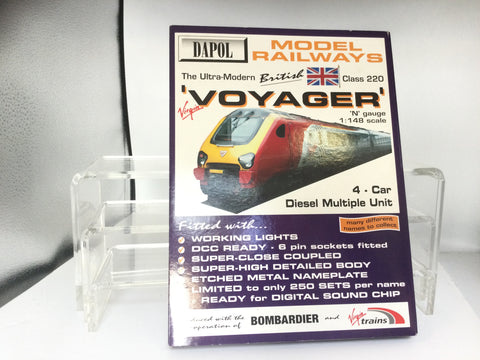 DAPOL
MODEL
RAILWAYS
The Ultra-Modern British Class 220
Virgin
'VOYAGER'
'N' gauge
1:148 scale
4 - Car
Diesel Multiple Unit
many different
names to collect
Fitted with...
WORKING LIGHTS
DCC READY - 6 pin sockets fitted
SUPER-CLOSE COUPLED
SUPER-HIGH DETAILED BODY
ETCHED METAL NAMEPLATE
LIMITED to only 250 SETS per name
READY for DIGITAL SOUND CHIP
with the
operation of BOMBARDIER and Virgin trains